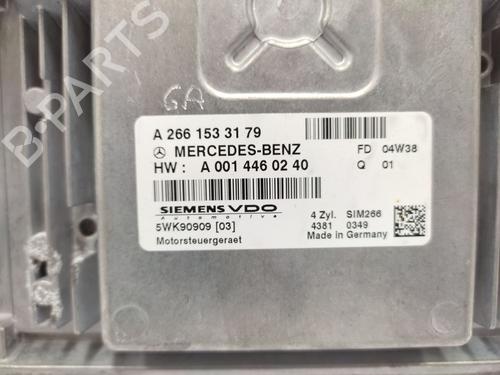 B-PARTS
GA
A 266 153 31 79
MERCEDES-BENZ
FD 04W38
HW : A 001 446 02 40
Q 01
SIEMENS VDO
Automotive
4 Zyl. SIM266
5WK90909 [03]
4381 0349
Motorsteuergeraet
Made in Germany